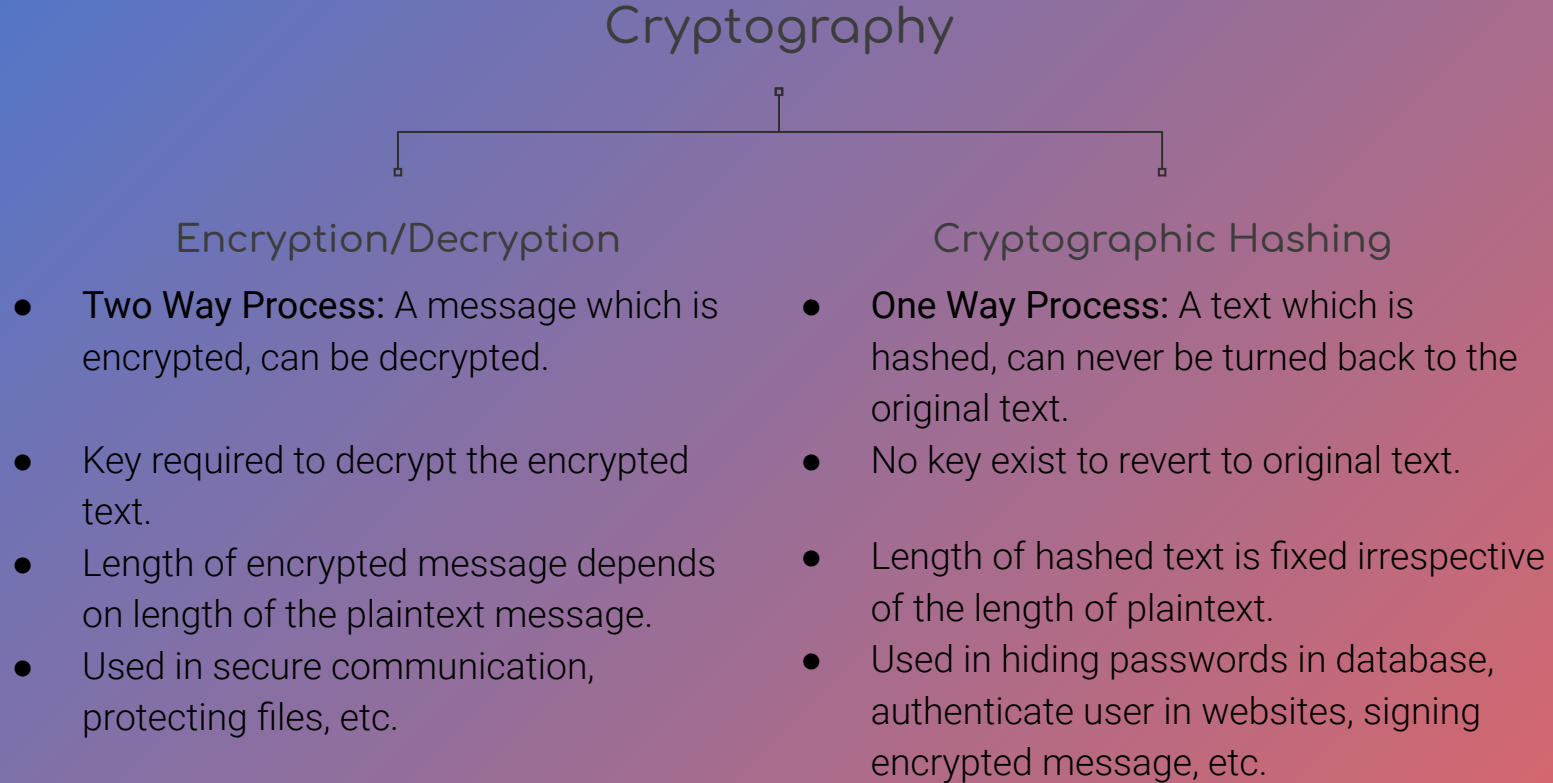 Cryptography
Encryption/Decryption
● Two Way Process: A message which is
encrypted, can be decrypted.
● Key required to decrypt the encrypted
text.
● Length of encrypted message depends
on length of the plaintext message.
● Used in secure communication,
protecting files, etc.
Cryptographic Hashing
● One Way Process: A text which is
hashed, can never be turned back to the
original text.
● No key exist to revert to original text.
● Length of hashed text is fixed irrespective
of the length of plaintext.
● Used in hiding passwords in database,
authenticate user in websites, signing
encrypted message, etc.